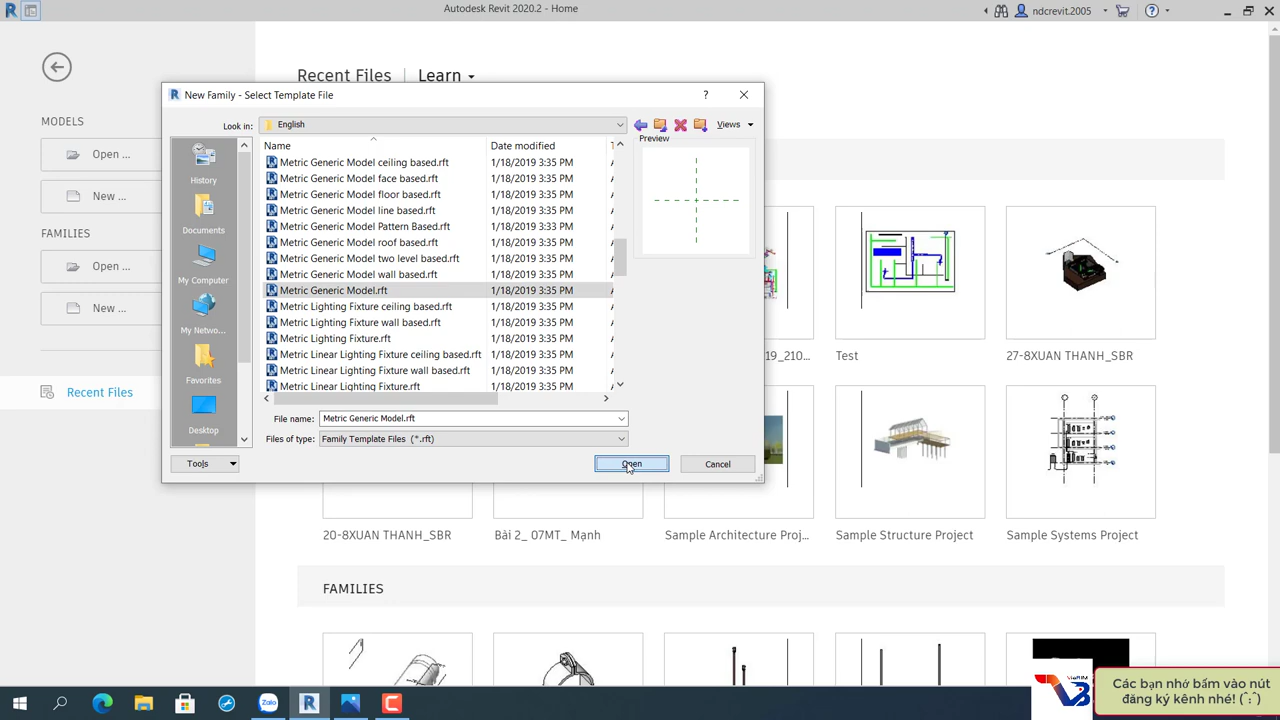 Autodesk Revit 2020.2 - Home
ndcrevit.2005
Recent Files | Learn
MODELS
Open ...
New ...
FAMILIES
Open ...
New ...
Recent Files
New Family - Select Template File
Look in: English
Views
Name
Date modified
Metric Generic Model ceiling based.rft 1/18/2019 3:35 PM
Metric Generic Model face based.rft 1/18/2019 3:35 PM
Metric Generic Model floor based.rft 1/18/2019 3:35 PM
Metric Generic Model line based.rft 1/18/2019 3:35 PM
Metric Generic Model Pattern Based.rft 1/18/2019 3:33 PM
Metric Generic Model roof based.rft 1/18/2019 3:35 PM
Metric Generic Model two level based.rft 1/18/2019 3:35 PM
Metric Generic Model wall based.rft 1/18/2019 3:35 PM
Metric Generic Model.rft 1/18/2019 3:35 PM
Metric Lighting Fixture ceiling based.rft 1/18/2019 3:35 PM
Metric Lighting Fixture wall based.rft 1/18/2019 3:35 PM
Metric Lighting Fixture.rft 1/18/2019 3:35 PM
Metric Linear Lighting Fixture ceiling based.rft 1/18/2019 3:35 PM
Metric Linear Lighting Fixture wall based.rft 1/18/2019 3:35 PM
Metric Linear Lighting Fixture.rft 1/18/2019 3:35 PM
Preview
History
Documents
My Computer
My Netwo...
Favorites
Desktop
File name: Metric Generic Model.rft
Files of type: Family Template Files (*.rft)
Tools
Open
Cancel
19_210...
Test
27-8XUAN THANH_SBR
20-8XUAN THANH_SBR
Bài 2_ 07MT_ Mạnh
Sample Architecture Proj...
Sample Structure Project
Sample Systems Project
FAMILIES
Zalo
Các bạn nhớ bấm vào nút
đăng ký kênh nhé! (ˆ:ˆ)